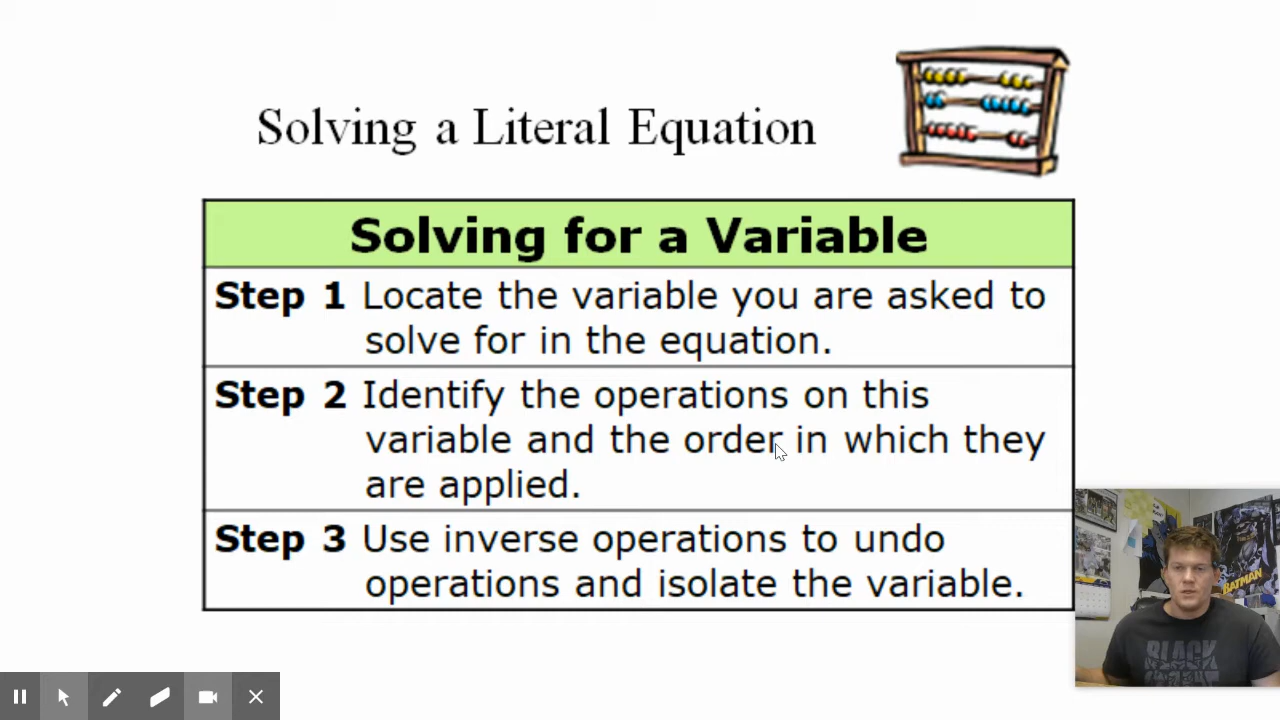 Solving a Literal Equation
Solving for a Variable
Step 1 Locate the variable you are asked to
solve for in the equation.
Step 2 Identify the operations on this
variable and the order in which they
are applied.
Step 3 Use inverse operations to undo
operations and isolate the variable.
BATMAN
BLACK